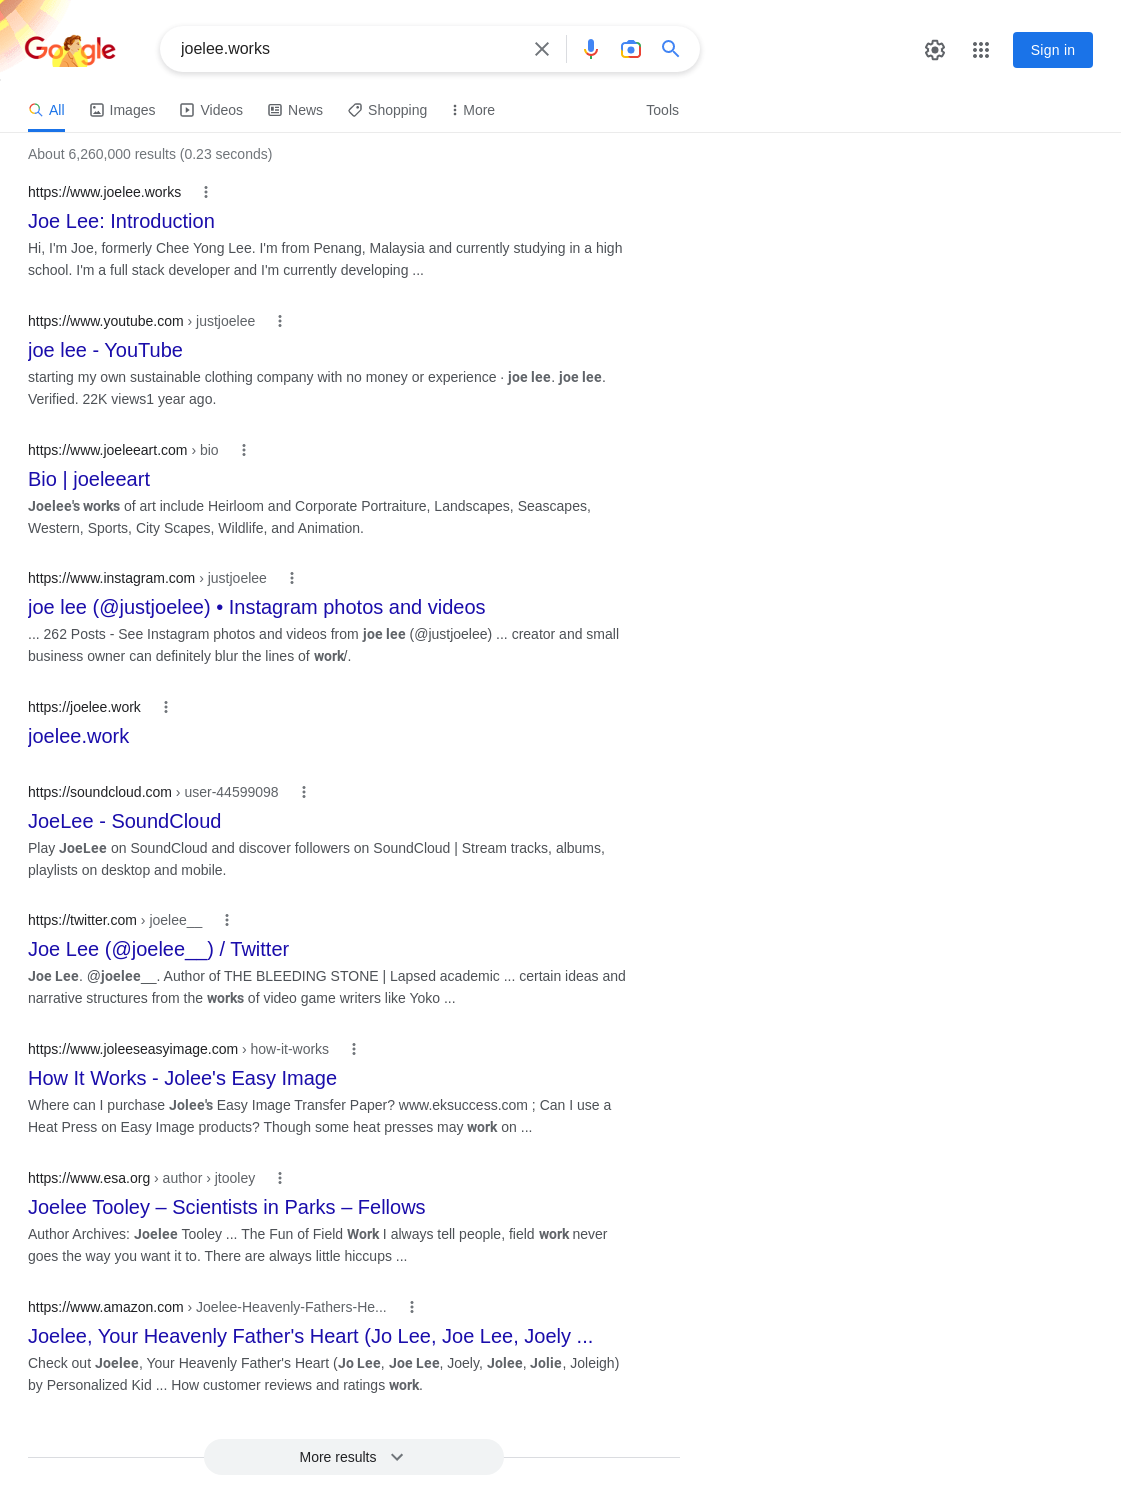 Google
joelee.works
Sign in
All Images Videos News Shopping More Tools
About 6,260,000 results (0.23 seconds)
https://www.joelee.works
Joe Lee: Introduction
Hi, I'm Joe, formerly Chee Yong Lee. I'm from Penang, Malaysia and currently studying in a high
school. I'm a full stack developer and I'm currently developing ...
https://www.youtube.com › justjoelee
joe lee - YouTube
starting my own sustainable clothing company with no money or experience · joe lee. joe lee.
Verified. 22K views1 year ago.
https://www.joeleeart.com › bio
Bio | joeleeart
Joelee's works of art include Heirloom and Corporate Portraiture, Landscapes, Seascapes,
Western, Sports, City Scapes, Wildlife, and Animation.
https://www.instagram.com › justjoelee
joe lee (@justjoelee) • Instagram photos and videos
... 262 Posts - See Instagram photos and videos from joe lee (@justjoelee) ... creator and small
business owner can definitely blur the lines of work/.
https://joelee.work
joelee.work
https://soundcloud.com › user-44599098
JoeLee - SoundCloud
Play JoeLee on SoundCloud and discover followers on SoundCloud | Stream tracks, albums,
playlists on desktop and mobile.
https://twitter.com › joelee__
Joe Lee (@joelee__) / Twitter
Joe Lee. @joelee__. Author of THE BLEEDING STONE | Lapsed academic ... certain ideas and
narrative structures from the works of video game writers like Yoko ...
https://www.joleeseasyimage.com › how-it-works
How It Works - Jolee's Easy Image
Where can I purchase Jolee's Easy Image Transfer Paper? www.eksuccess.com ; Can I use a
Heat Press on Easy Image products? Though some heat presses may work on ...
https://www.esa.org › author › jtooley
Joelee Tooley – Scientists in Parks – Fellows
Author Archives: Joelee Tooley ... The Fun of Field Work I always tell people, field work never
goes the way you want it to. There are always little hiccups ...
https://www.amazon.com › Joelee-Heavenly-Fathers-He...
Joelee, Your Heavenly Father's Heart (Jo Lee, Joe Lee, Joely ...
Check out Joelee, Your Heavenly Father's Heart (Jo Lee, Joe Lee, Joely, Jolee, Jolie, Joleigh)
by Personalized Kid ... How customer reviews and ratings work.
More results